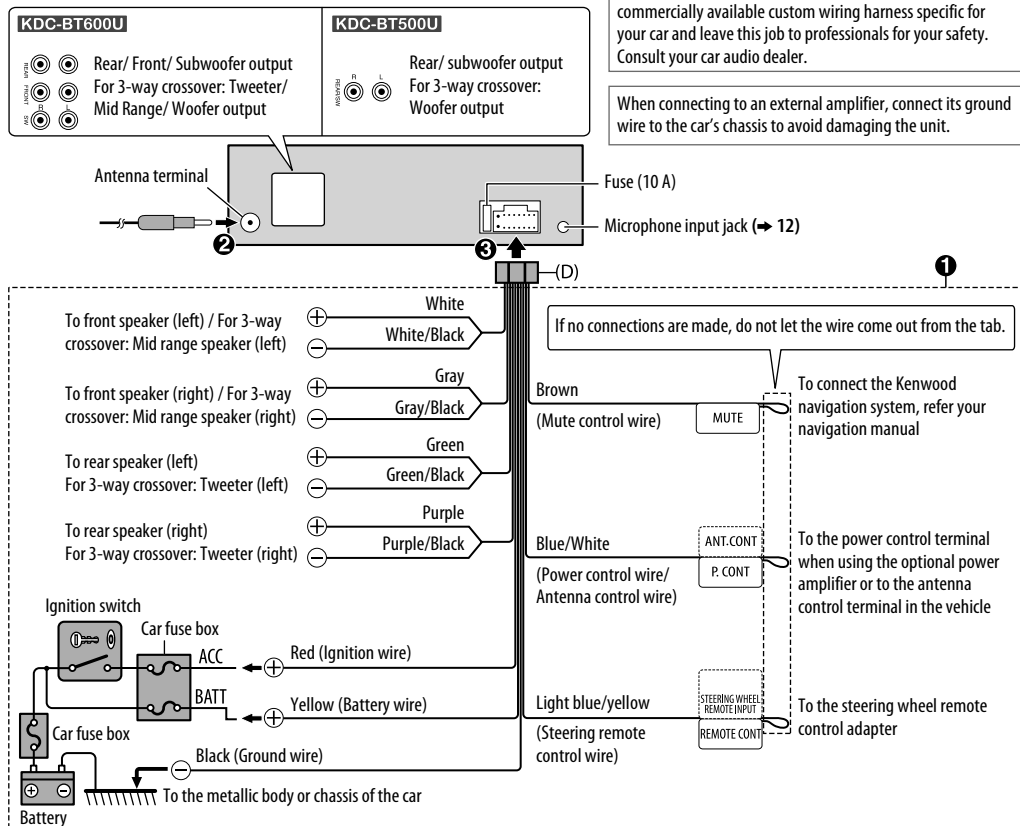 commercially available custom wiring harness specific for
your car and leave this job to professionals for your safety.
Consult your car audio dealer.
When connecting to an external amplifier, connect its ground
wire to the car's chassis to avoid damaging the unit.
KDC-BT600U
REAR
FRONT
R
L
SW
Rear/ Front/ Subwoofer output
For 3-way crossover: Tweeter/
Mid Range/ Woofer output
KDC-BT500U
REAR/SW
R
L
Rear/ subwoofer output
For 3-way crossover:
Woofer output
Antenna terminal
Fuse (10 A)
Microphone input jack (➜ 12)
2
3
(D)
1
To front speaker (left) / For 3-way
crossover: Mid range speaker (left)
White
White/Black
To front speaker (right) / For 3-way
crossover: Mid range speaker (right)
Gray
Gray/Black
To rear speaker (left)
For 3-way crossover: Tweeter (left)
Green
Green/Black
To rear speaker (right)
For 3-way crossover: Tweeter (right)
Purple
Purple/Black
If no connections are made, do not let the wire come out from the tab.
Brown
(Mute control wire)
MUTE
To connect the Kenwood
navigation system, refer your
navigation manual
Blue/White
(Power control wire/
Antenna control wire)
ANT.CONT
P. CONT
To the power control terminal
when using the optional power
amplifier or to the antenna
control terminal in the vehicle
Light blue/yellow
(Steering remote
control wire)
STEERING WHEEL
REMOTE INPUT
REMOTE CONT
To the steering wheel remote
control adapter
Ignition switch
Car fuse box
ACC
Red (Ignition wire)
BATT
Yellow (Battery wire)
Car fuse box
Black (Ground wire)
To the metallic body or chassis of the car
Battery